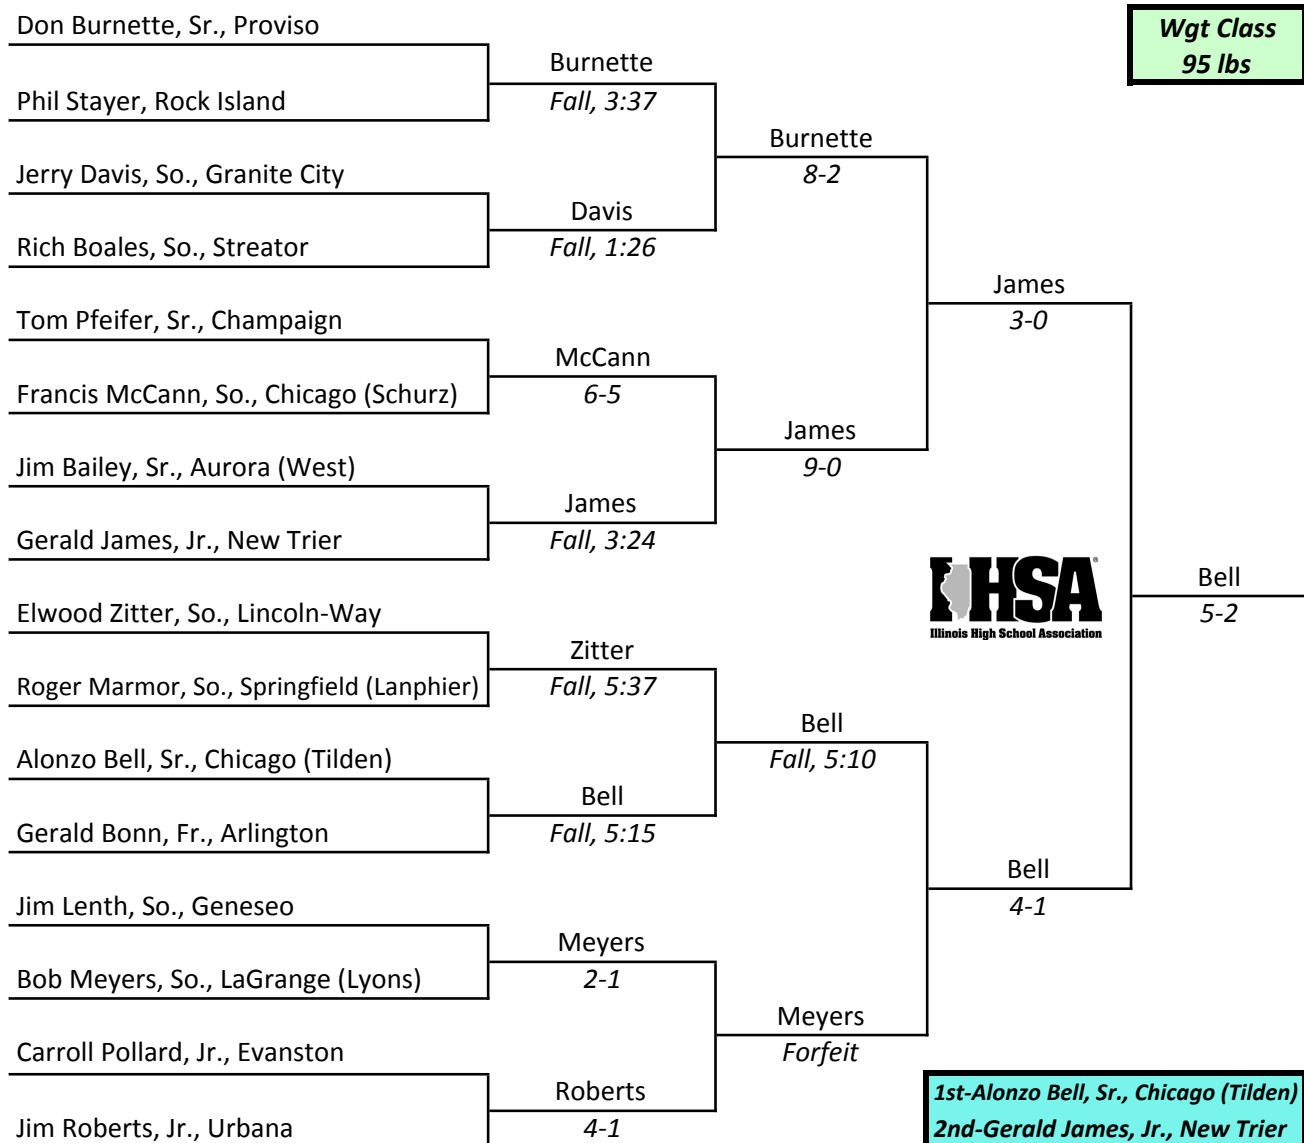 Don Burnette, Sr., Proviso
Wgt Class
95 lbs
Burnette
Phil Stayer, Rock Island
Fall, 3:37
Burnette
8-2
Jerry Davis, So., Granite City
Davis
Rich Boales, So., Streator
Fall, 1:26
James
3-0
Tom Pfeifer, Sr., Champaign
McCann
Francis McCann, So., Chicago (Schurz)
6-5
James
9-0
Jim Bailey, Sr., Aurora (West)
James
Gerald James, Jr., New Trier
Fall, 3:24
IHSA®
Illinois High School Association
Bell
5-2
Elwood Zitter, So., Lincoln-Way
Zitter
Roger Marmor, So., Springfield (Lanphier)
Fall, 5:37
Bell
Fall, 5:10
Alonzo Bell, Sr., Chicago (Tilden)
Bell
Gerald Bonn, Fr., Arlington
Fall, 5:15
Bell
4-1
Jim Lenth, So., Geneseo
Meyers
Bob Meyers, So., LaGrange (Lyons)
2-1
Meyers
Forfeit
Carroll Pollard, Jr., Evanston
Roberts
Jim Roberts, Jr., Urbana
4-1
1st-Alonzo Bell, Sr., Chicago (Tilden)
2nd-Gerald James, Jr., New Trier